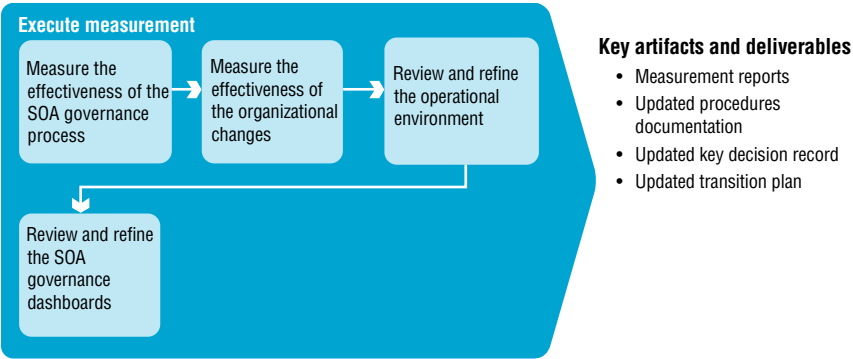 Execute measurement
Measure the
effectiveness of the
SOA governance
process
Measure the
effectiveness of
the organizational
changes
Review and refine
the operational
environment
Review and refine
the SOA
governance
dashboards
Key artifacts and deliverables
• Measurement reports
• Updated procedures
documentation
• Updated key decision record
• Updated transition plan